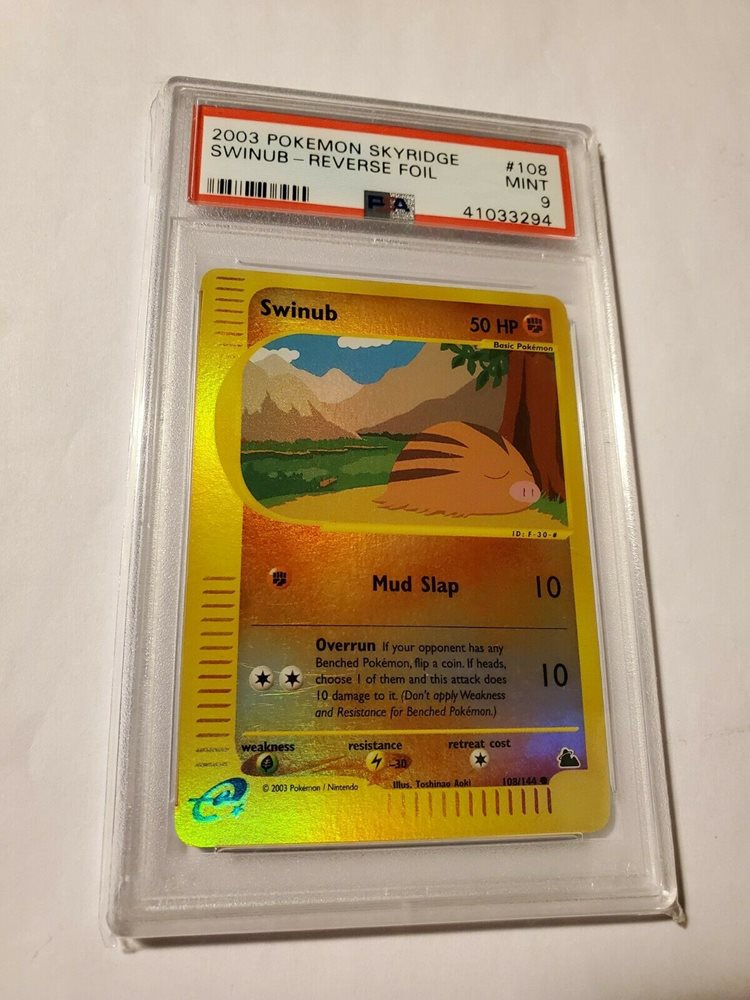 2003 POKEMON SKYRIDGE #108
SWINUB - REVERSE FOIL MINT
9
PSA 41033294
Swinub 50 HP
Basic Pokémon
ID: F-30-#
Mud Slap 10
Overrun If your opponent has any
Benched Pokémon, flip a coin. If heads,
choose 1 of them and this attack does 10
10 damage to it. (Don't apply Weakness
and Resistance for Benched Pokémon.)
weakness resistance retreat cost
-30
© 2003 Pokémon / Nintendo Illus. Toshinao Aoki 108/144
e